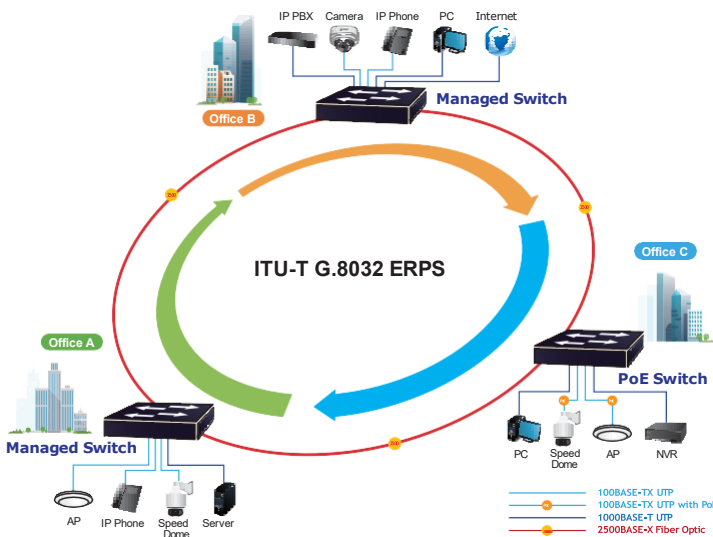 IP PBX Camera IP Phone PC Internet
Managed Switch
Office B
ITU-T G.8032 ERPS
Office C
Office A
PoE Switch
Managed Switch
PC Speed Dome AP NVR
AP IP Phone Speed Dome Server
100BASE-TX UTP
100BASE-TX UTP with Po
1000BASE-T UTP
2500BASE-X Fiber Optic